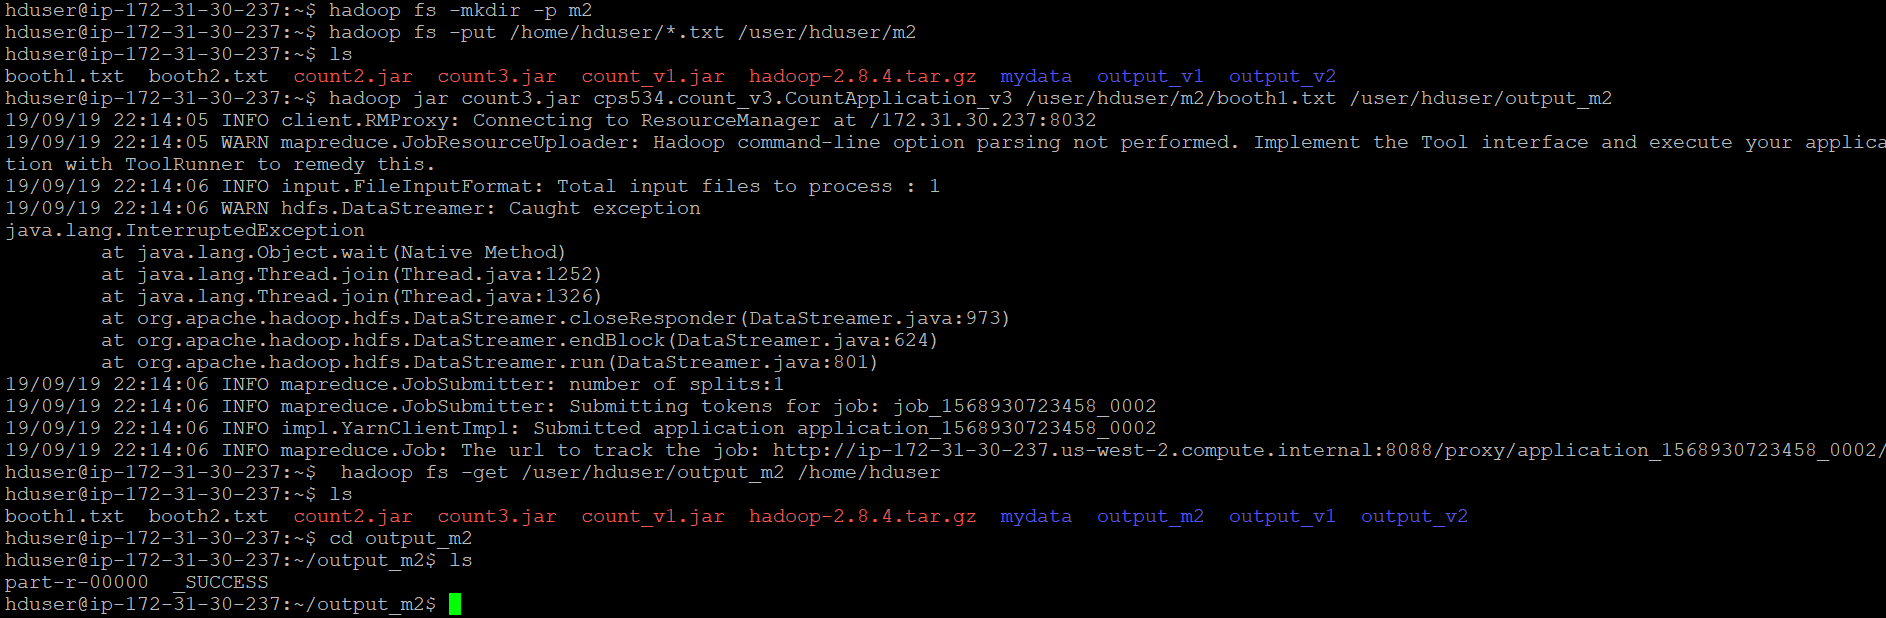 hduser@ip-172-31-30-237:~$ hadoop fs -mkdir -p m2
hduser@ip-172-31-30-237:~$ hadoop fs -put /home/hduser/*.txt /user/hduser/m2
hduser@ip-172-31-30-237:~$ ls
booth1.txt  booth2.txt  count2.jar  count3.jar  count_v1.jar  hadoop-2.8.4.tar.gz  mydata  output_v1  output_v2
hduser@ip-172-31-30-237:~$ hadoop jar count3.jar cps534.count_v3.CountApplication_v3 /user/hduser/m2/booth1.txt /user/hduser/output_m2
19/09/19 22:14:05 INFO client.RMProxy: Connecting to ResourceManager at /172.31.30.237:8032
19/09/19 22:14:05 WARN mapreduce.JobResourceUploader: Hadoop command-line option parsing not performed. Implement the Tool interface and execute your applica
tion with ToolRunner to remedy this.
19/09/19 22:14:06 INFO input.FileInputFormat: Total input files to process : 1
19/09/19 22:14:06 WARN hdfs.DataStreamer: Caught exception
java.lang.InterruptedException
        at java.lang.Object.wait(Native Method)
        at java.lang.Thread.join(Thread.java:1252)
        at java.lang.Thread.join(Thread.java:1326)
        at org.apache.hadoop.hdfs.DataStreamer.closeResponder(DataStreamer.java:973)
        at org.apache.hadoop.hdfs.DataStreamer.endBlock(DataStreamer.java:624)
        at org.apache.hadoop.hdfs.DataStreamer.run(DataStreamer.java:801)
19/09/19 22:14:06 INFO mapreduce.JobSubmitter: number of splits:1
19/09/19 22:14:06 INFO mapreduce.JobSubmitter: Submitting tokens for job: job_1568930723458_0002
19/09/19 22:14:06 INFO impl.YarnClientImpl: Submitted application application_1568930723458_0002
19/09/19 22:14:06 INFO mapreduce.Job: The url to track the job: http://ip-172-31-30-237.us-west-2.compute.internal:8088/proxy/application_1568930723458_0002/
hduser@ip-172-31-30-237:~$  hadoop fs -get /user/hduser/output_m2 /home/hduser
hduser@ip-172-31-30-237:~$ ls
booth1.txt  booth2.txt  count2.jar  count3.jar  count_v1.jar  hadoop-2.8.4.tar.gz  mydata  output_m2  output_v1  output_v2
hduser@ip-172-31-30-237:~$ cd output_m2
hduser@ip-172-31-30-237:~/output_m2$ ls
part-r-00000  _SUCCESS
hduser@ip-172-31-30-237:~/output_m2$